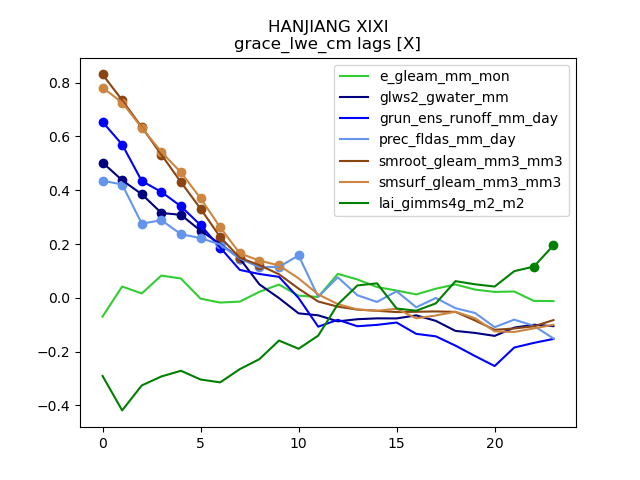 HANJIANG XIXI
grace_lwe_cm lags [X]
e_gleam_mm_mon
glws2_gwater_mm
grun_ens_runoff_mm_day
prec_fldas_mm_day
smroot_gleam_mm3_mm3
smsurf_gleam_mm3_mm3
lai_gimms4g_m2_m2
0.8
0.6
0.4
0.2
0.0
−0.2
−0.4
0 5 10 15 20